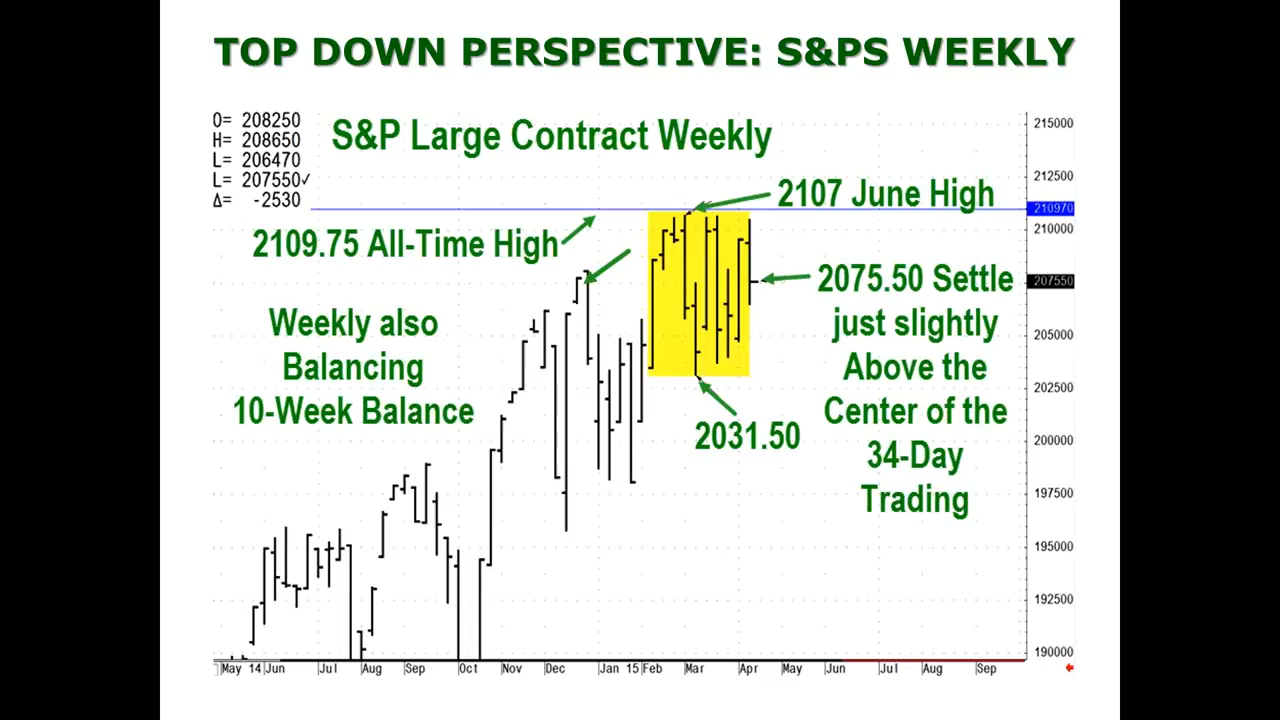 TOP DOWN PERSPECTIVE: S&PS WEEKLY
O= 208250
H= 208650
L= 206470
L= 207550✓
Δ= -2530
S&P Large Contract Weekly
2107 June High
2109.75 All-Time High
2075.50 Settle
just slightly
Above the
Center of the
34-Day
Trading
Weekly also
Balancing
10-Week Balance
2031.50
215000
212500
210970
210000
207550
205000
202500
200000
197500
195000
192500
190000
May 14 Jun Jul Aug Sep Oct Nov Dec Jan 15 Feb Mar Apr May Jun Jul Aug Sep